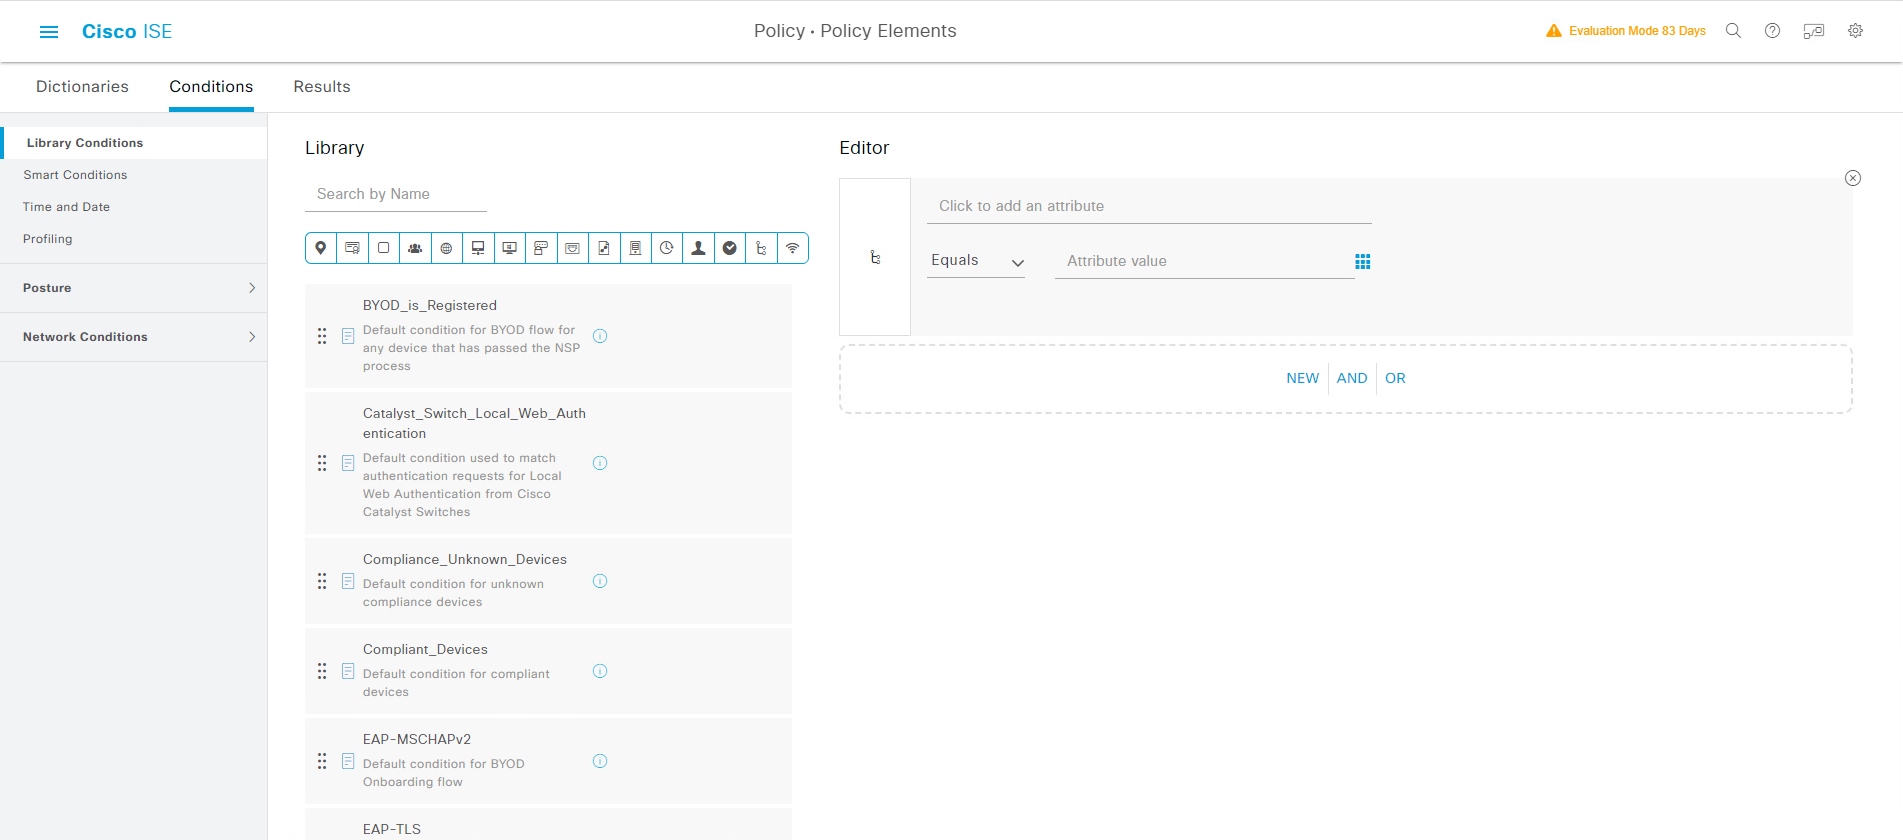 Cisco ISE
Policy · Policy Elements
Evaluation Mode 83 Days
Dictionaries
Conditions
Results
Library Conditions
Smart Conditions
Time and Date
Profiling
Posture
Network Conditions
Library
Search by Name
BYOD_is_Registered
Default condition for BYOD flow for
any device that has passed the NSP
process
Catalyst_Switch_Local_Web_Auth
entication
Default condition used to match
authentication requests for Local
Web Authentication from Cisco
Catalyst Switches
Compliance_Unknown_Devices
Default condition for unknown
compliance devices
Compliant_Devices
Default condition for compliant
devices
EAP-MSCHAPv2
Default condition for BYOD
Onboarding flow
EAP-TLS
Editor
Click to add an attribute
Equals
Attribute value
NEW
AND
OR